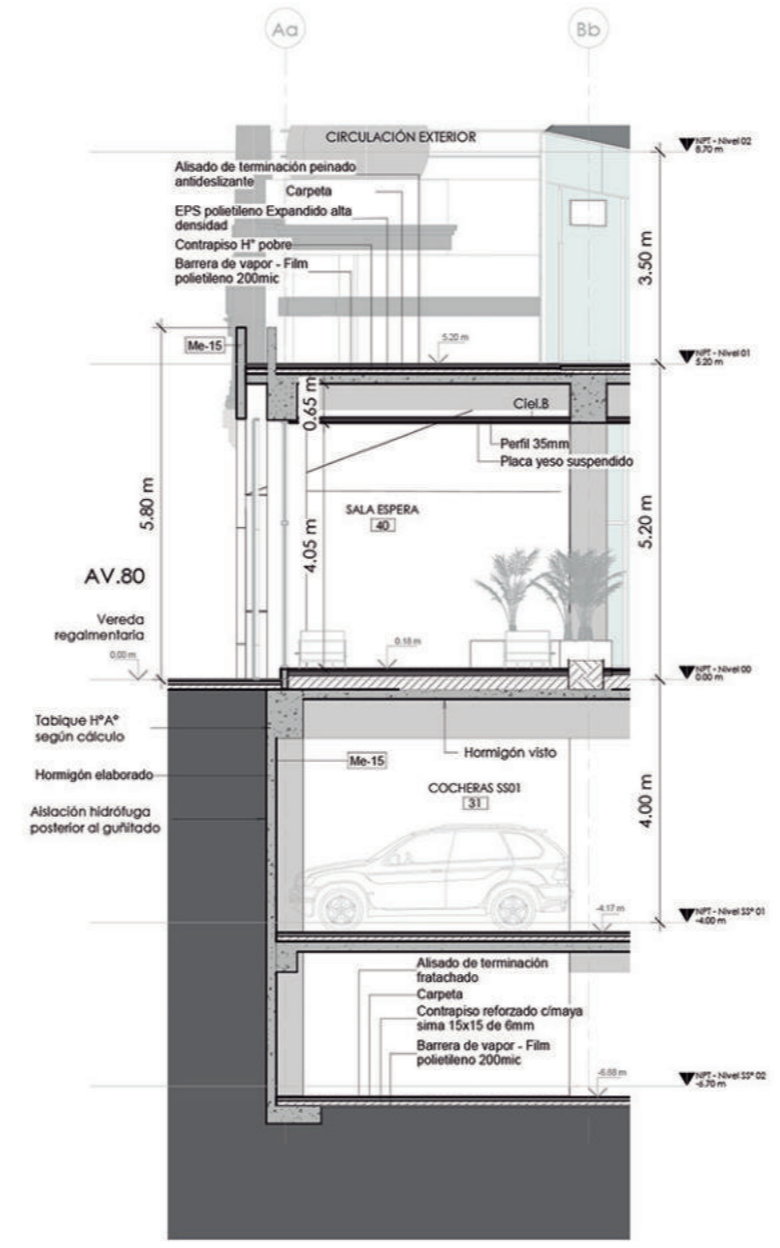 Aa
Bb
CIRCULACIÓN EXTERIOR
NPT - Nivel 02
8.70 m
Alisado de terminación peinado
antideslizante
Carpeta
EPS polietileno Expandido alta
densidad
Contrapiso H° pobre
Barrera de vapor - Film
polietileno 200mic
3.50 m
Me-15
5.20 m
NPT - Nivel 01
5.20 m
0.65 m
Ciel.B
Perfil 35mm
Placa yeso suspendido
5.80 m
SALA ESPERA
40
4.05 m
5.20 m
AV.80
Vereda
regalmentaria
0.00 m
0.18 m
NPT - Nivel 00
0.00 m
Tabique H°A°
según cálculo
Hormigón visto
Me-15
Hormigón elaborado
COCHERAS SS01
31
Aislación hidrófuga
posterior al guñitado
4.00 m
-4.17 m
NPT - Nivel SS° 01
-4.00 m
Alisado de terminación
fratachado
Carpeta
Contrapiso reforzado c/maya
sima 15x15 de 6mm
Barrera de vapor - Film
polietileno 200mic
-6.88 m
NPT - Nivel SS° 02
-6.70 m